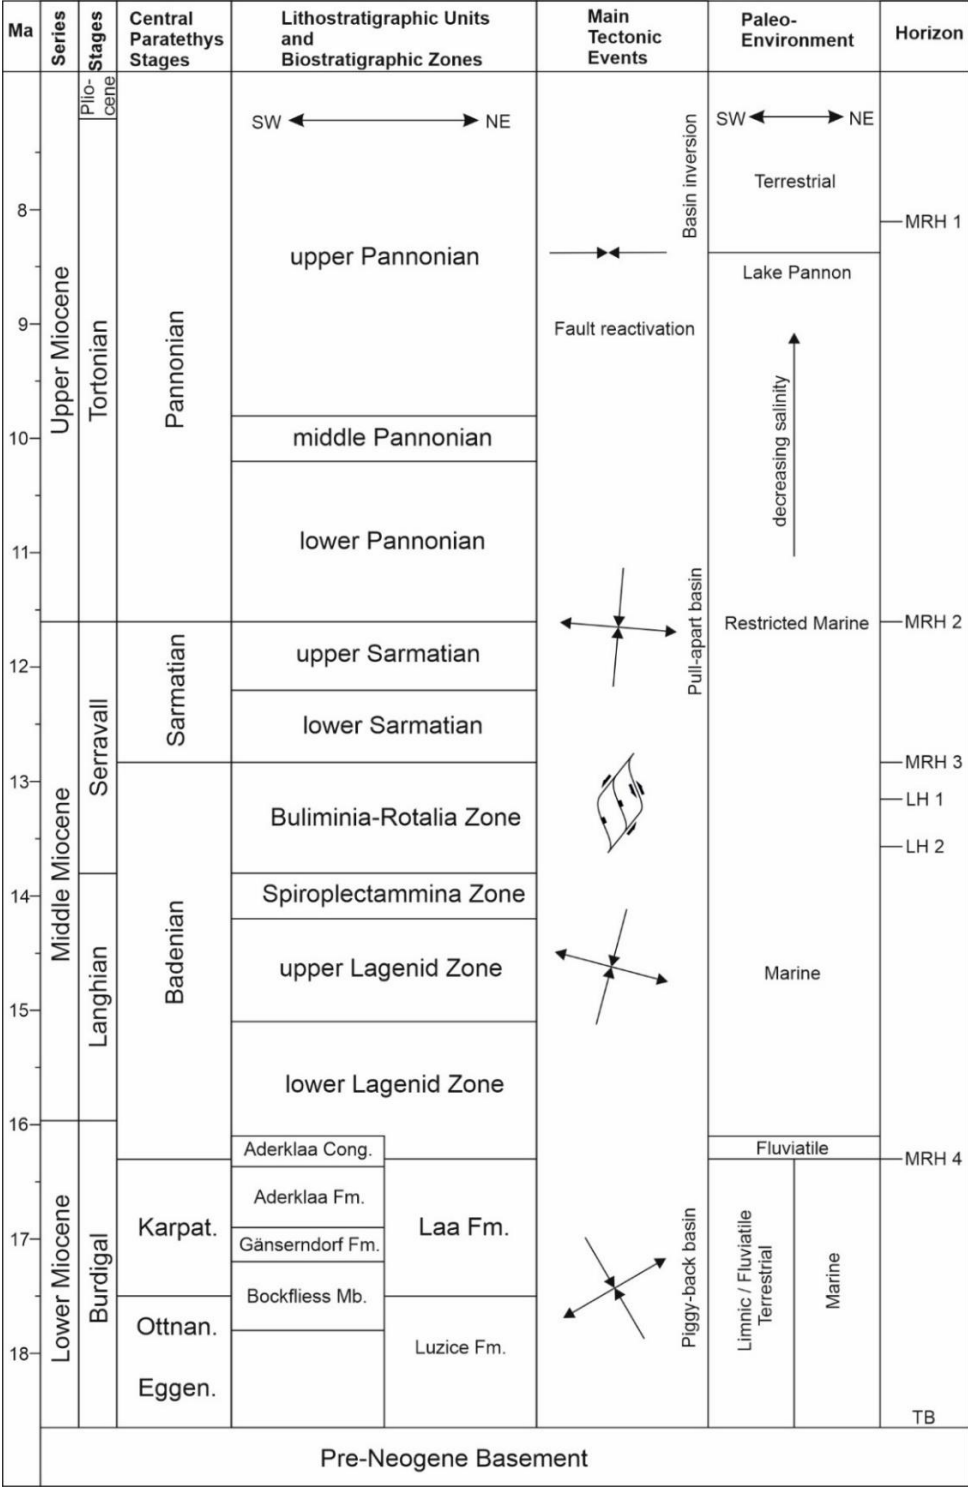 Ma
Series
Stages
Central
Paratethys
Stages
Lithostratigraphic Units
and
Biostratigraphic Zones
Main
Tectonic
Events
Paleo-
Environment
Horizon
8
9
10
11
12
13
14
15
16
17
18
Upper Miocene
Middle Miocene
Lower Miocene
Plio-
cene
Tortonian
Serravall
Langhian
Burdigal
Pannonian
Sarmatian
Badenian
Karpat.
Ottnan.
Eggen.
SW NE
upper Pannonian
middle Pannonian
lower Pannonian
upper Sarmatian
lower Sarmatian
Buliminia-Rotalia Zone
Spiroplectammina Zone
upper Lagenid Zone
lower Lagenid Zone
Aderklaa Cong.
Aderklaa Fm.
Gänserndorf Fm.
Bockfliess Mb.
Laa Fm.
Luzice Fm.
Basin inversion
Fault reactivation
Pull-apart basin
Piggy-back basin
SW NE
Terrestrial
Lake Pannon
decreasing salinity
Restricted Marine
Marine
Fluviatile
Limnic / Fluviatile
Terrestrial
Marine
MRH 1
MRH 2
MRH 3
LH 1
LH 2
MRH 4
TB
Pre-Neogene Basement